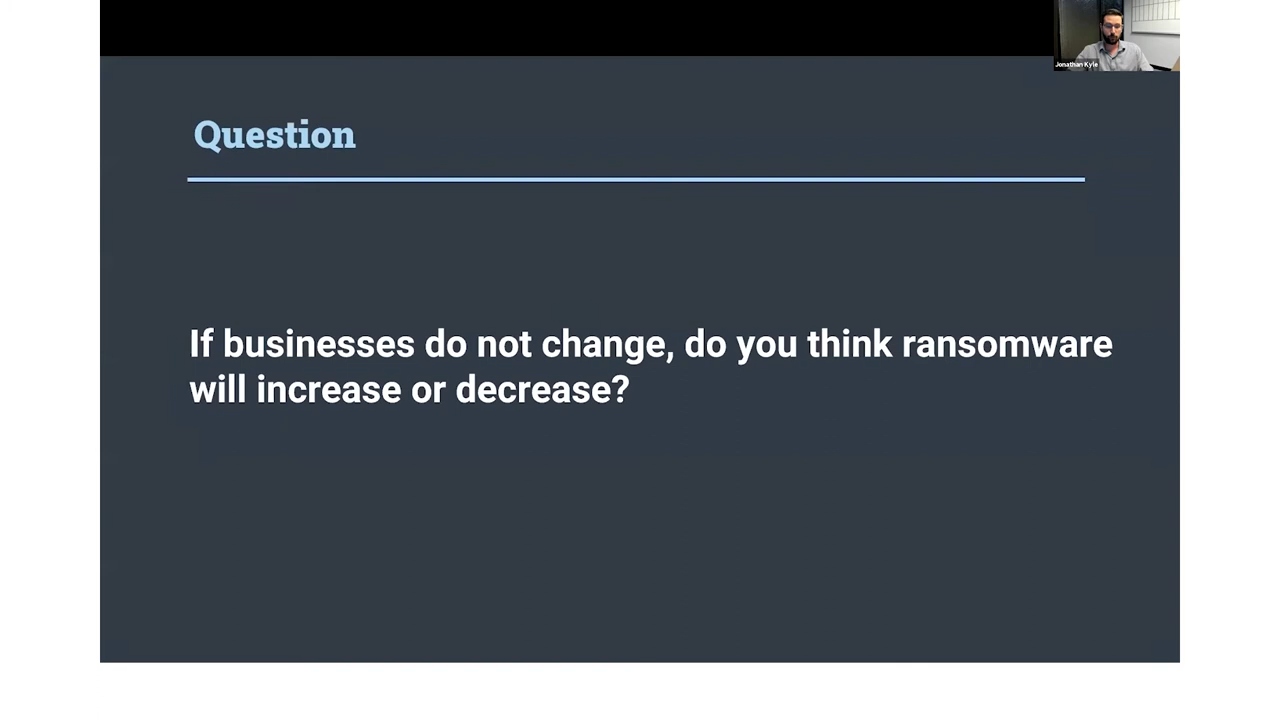 Jonathan Kyle
Question
If businesses do not change, do you think ransomware
will increase or decrease?